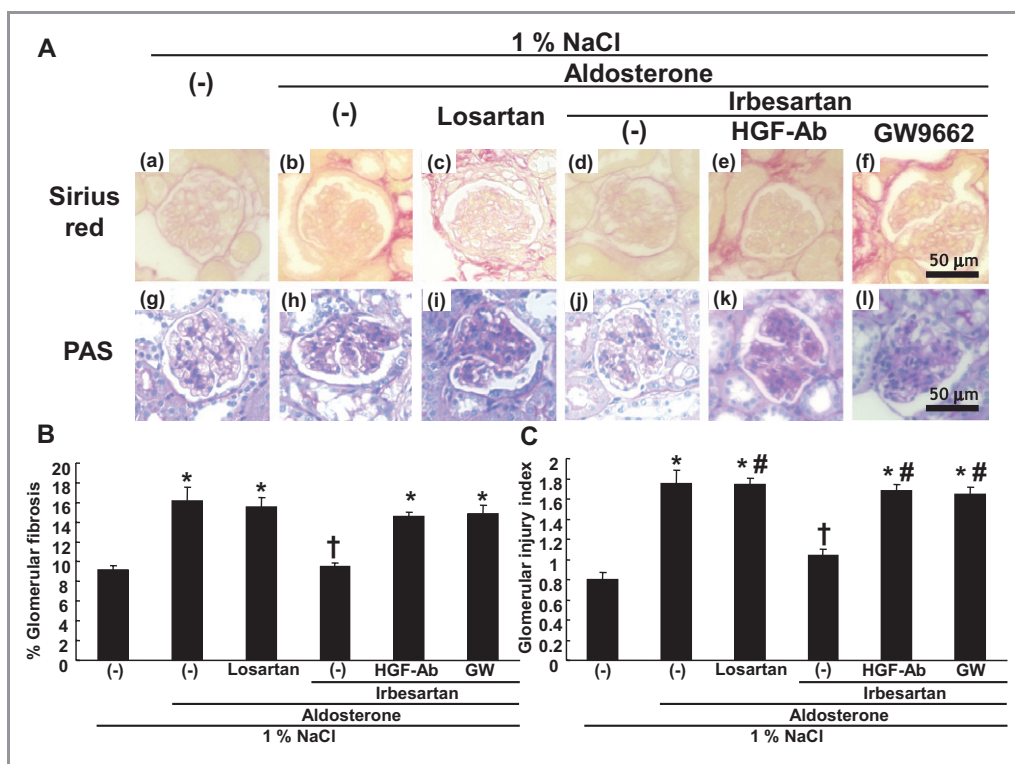 A
1 % NaCl
(-)
Aldosterone
(-)
Losartan
Irbesartan
(-)
HGF-Ab
GW9662
Sirius red
(a)
(b)
(c)
(d)
(e)
(f)
50 μm
PAS
(g)
(h)
(i)
(j)
(k)
(l)
50 μm
B
% Glomerular fibrosis
20
18
16
14
12
10
8
6
4
2
0
*
*
†
*
*
(-)
(-)
Losartan
(-)
HGF-Ab
GW
Irbesartan
Aldosterone
1 % NaCl
C
Glomerular injury index
2
1.8
1.6
1.4
1.2
1
0.8
0.6
0.4
0.2
0
*
* #
†
* #
* #
(-)
(-)
Losartan
(-)
HGF-Ab
GW
Irbesartan
Aldosterone
1 % NaCl